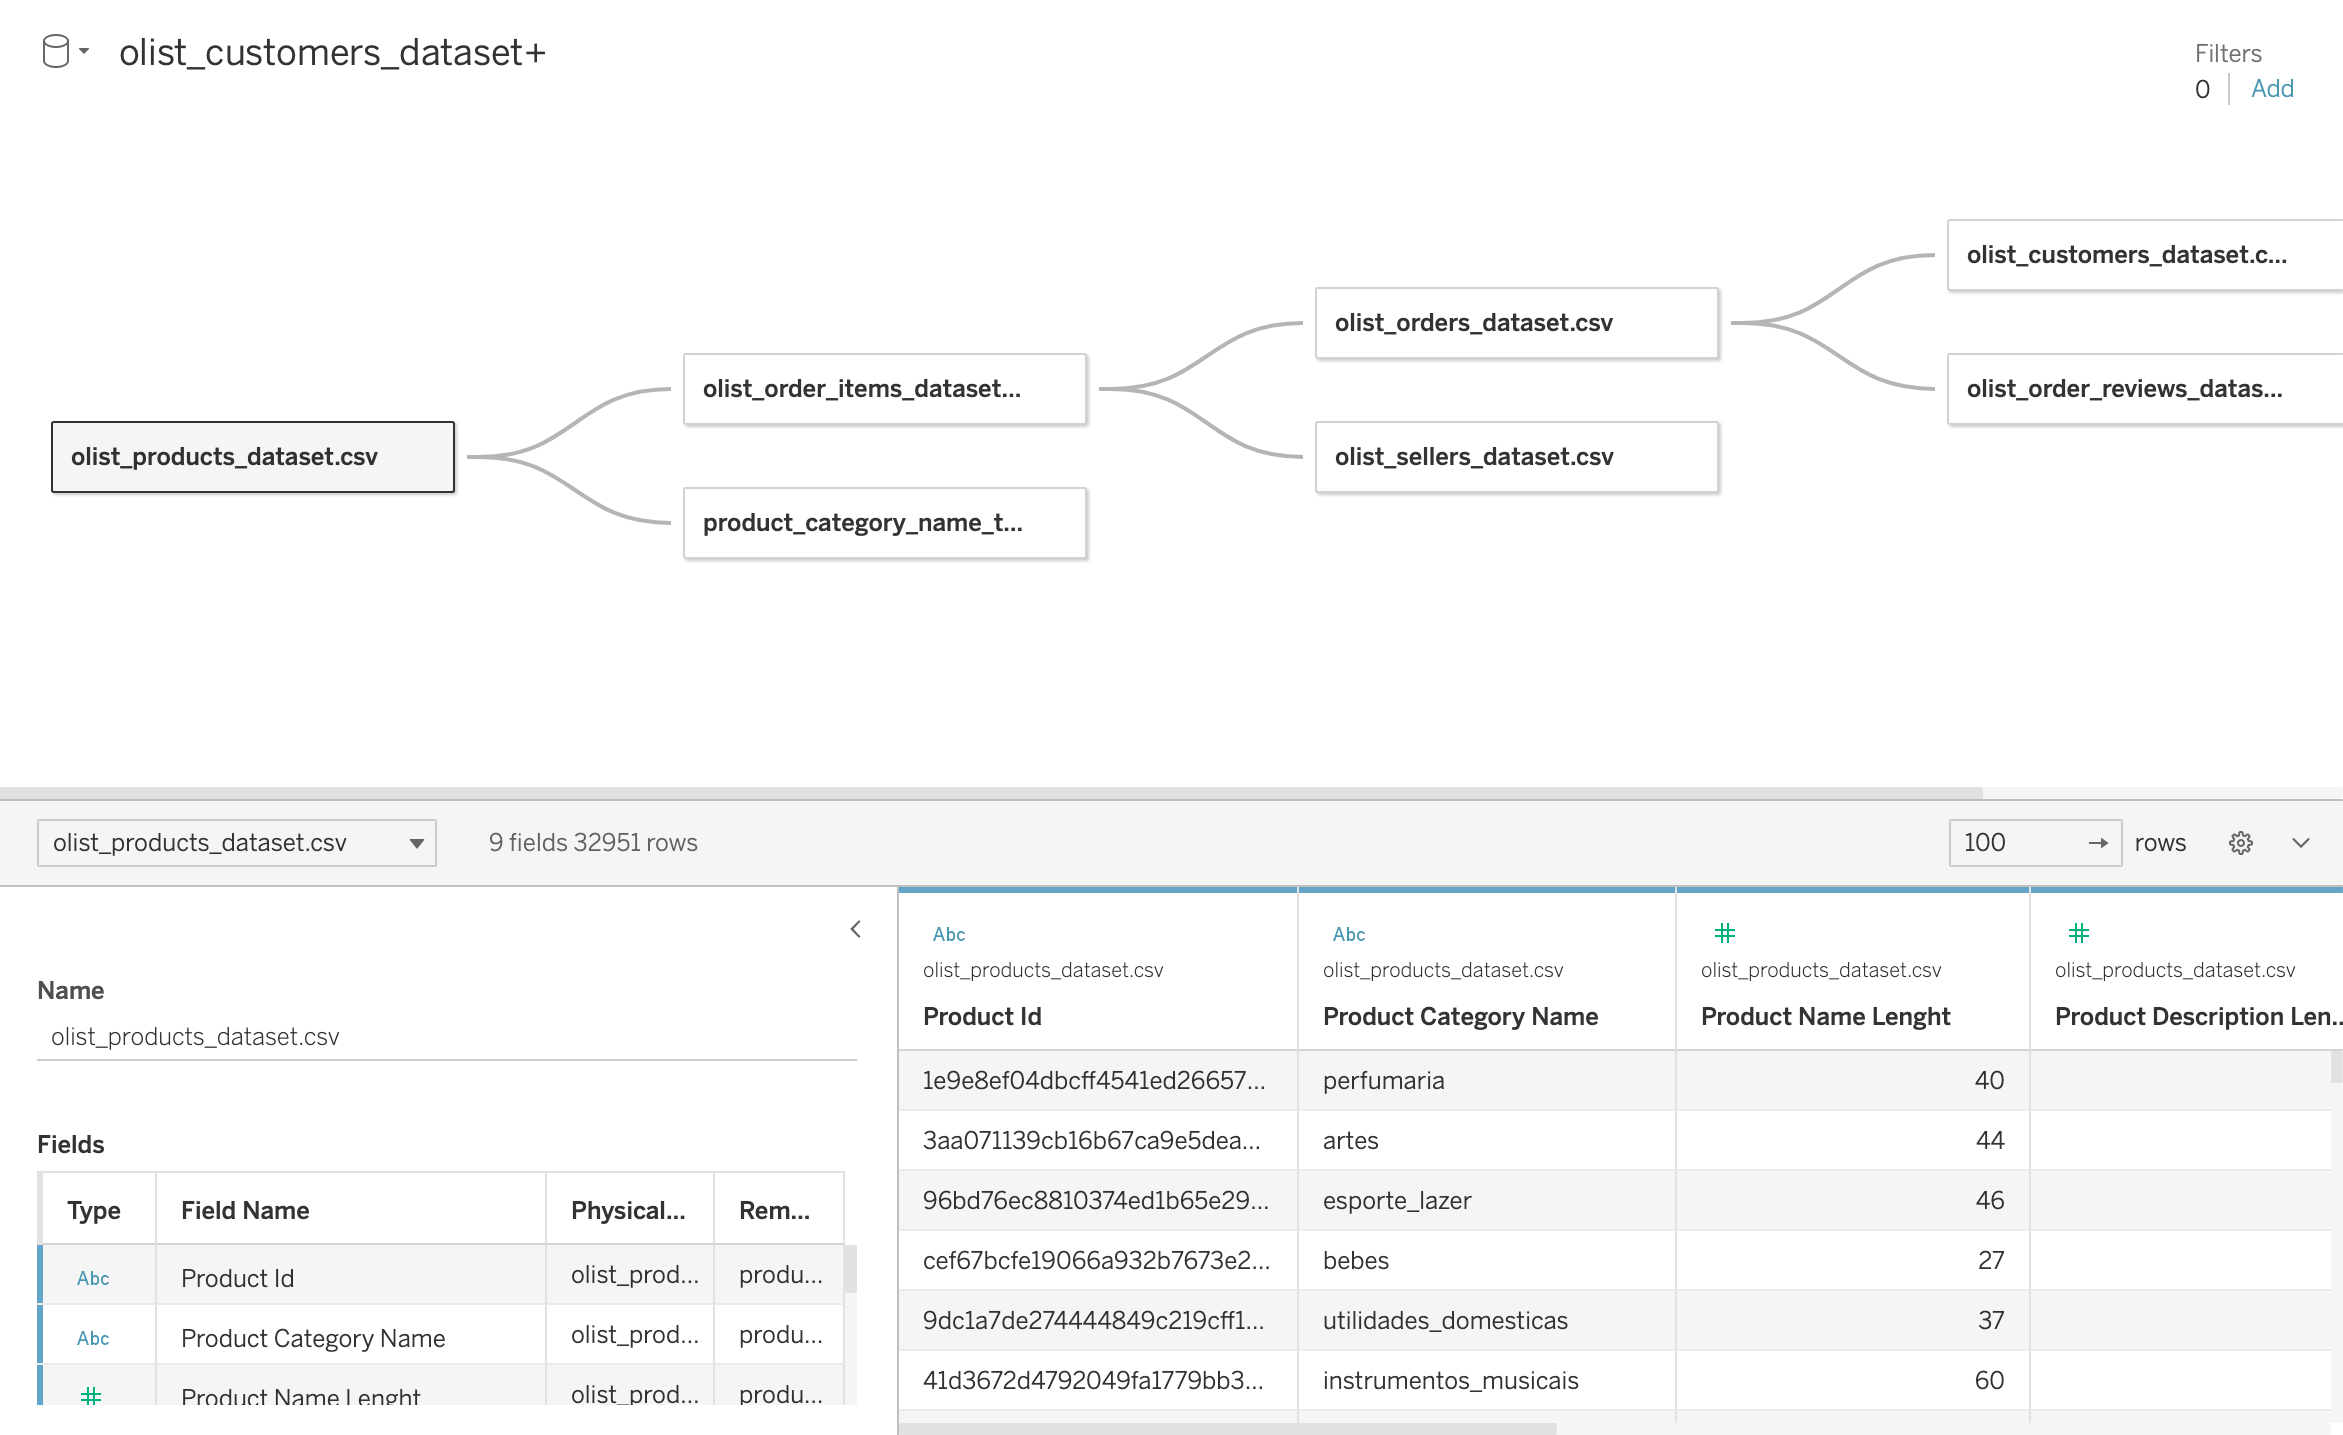 olist_customers_dataset+
Filters
0 Add
olist_customers_dataset.c...
olist_orders_dataset.csv
olist_order_items_dataset...
olist_order_reviews_datas...
olist_products_dataset.csv
olist_sellers_dataset.csv
product_category_name_t...
olist_products_dataset.csv 9 fields 32951 rows 100 rows
Name
olist_products_dataset.csv
Fields
Type Field Name Physical... Rem...
Abc Product Id olist_prod... produ...
Abc Product Category Name olist_prod... produ...
# Product Name Lenght olist_prod... produ...
Abc Abc # #
olist_products_dataset.csv olist_products_dataset.csv olist_products_dataset.csv olist_products_dataset.csv
Product Id Product Category Name Product Name Lenght Product Description Len...
1e9e8ef04dbcff4541ed26657... perfumaria 40
3aa071139cb16b67ca9e5dea... artes 44
96bd76ec8810374ed1b65e29... esporte_lazer 46
cef67bcfe19066a932b7673e2... bebes 27
9dc1a7de274444849c219cff1... utilidades_domesticas 37
41d3672d4792049fa1779bb3... instrumentos_musicais 60